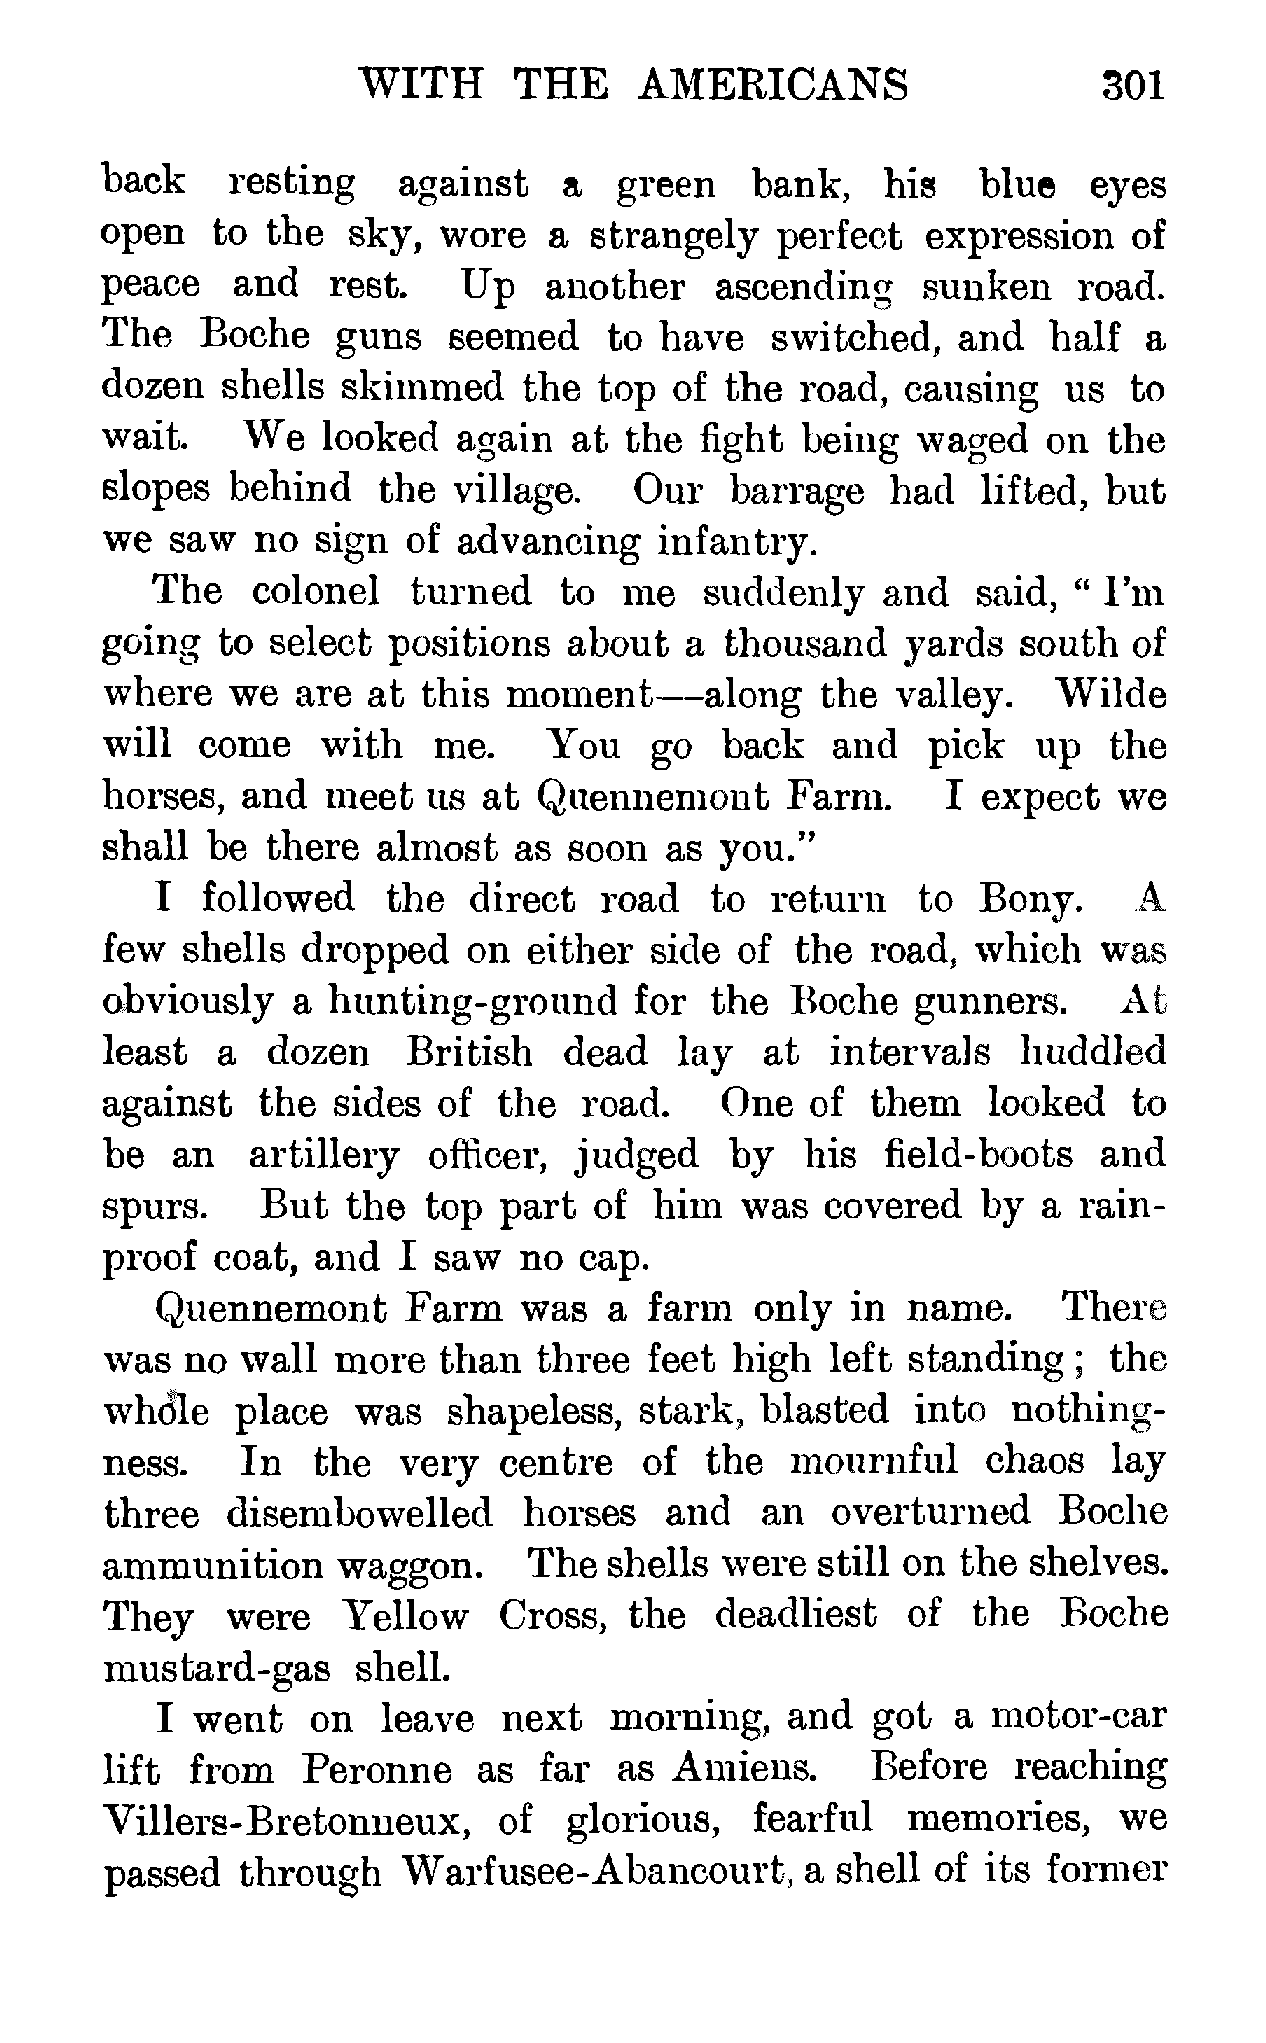 WITH THE AMERICANS 301
back resting against a green bank, his blue eyes
open to the sky, wore a strangely perfect expression of
peace and rest. Up another ascending sunken road.
The Boche guns seemed to have switched, and half a
dozen shells skimmed the top of the road, causing us to
wait. We looked again at the fight being waged on the
slopes behind the village. Our barrage had lifted, but
we saw no sign of advancing infantry.
The colonel turned to me suddenly and said, “ I’m
going to select positions about a thousand yards south of
where we are at this moment—along the valley. Wilde
will come with me. You go back and pick up the
horses, and meet us at Quennemont Farm. I expect we
shall be there almost as soon as you.”
I followed the direct road to return to Bony. A
few shells dropped on either side of the road, which was
obviously a hunting-ground for the Boche gunners. At
least a dozen British dead lay at intervals huddled
against the sides of the road. One of them looked to
be an artillery officer, judged by his field-boots and
spurs. But the top part of him was covered by a rain-
proof coat, and I saw no cap.
Quennemont Farm was a farm only in name. There
was no wall more than three feet high left standing ; the
whole place was shapeless, stark, blasted into nothing-
ness. In the very centre of the mournful chaos lay
three disembowelled horses and an overturned Boche
ammunition waggon. The shells were still on the shelves.
They were Yellow Cross, the deadliest of the Boche
mustard-gas shell.
I went on leave next morning, and got a motor-car
lift from Peronne as far as Amiens. Before reaching
Villers-Bretonneux, of glorious, fearful memories, we
passed through Warfusee-Abancourt, a shell of its former